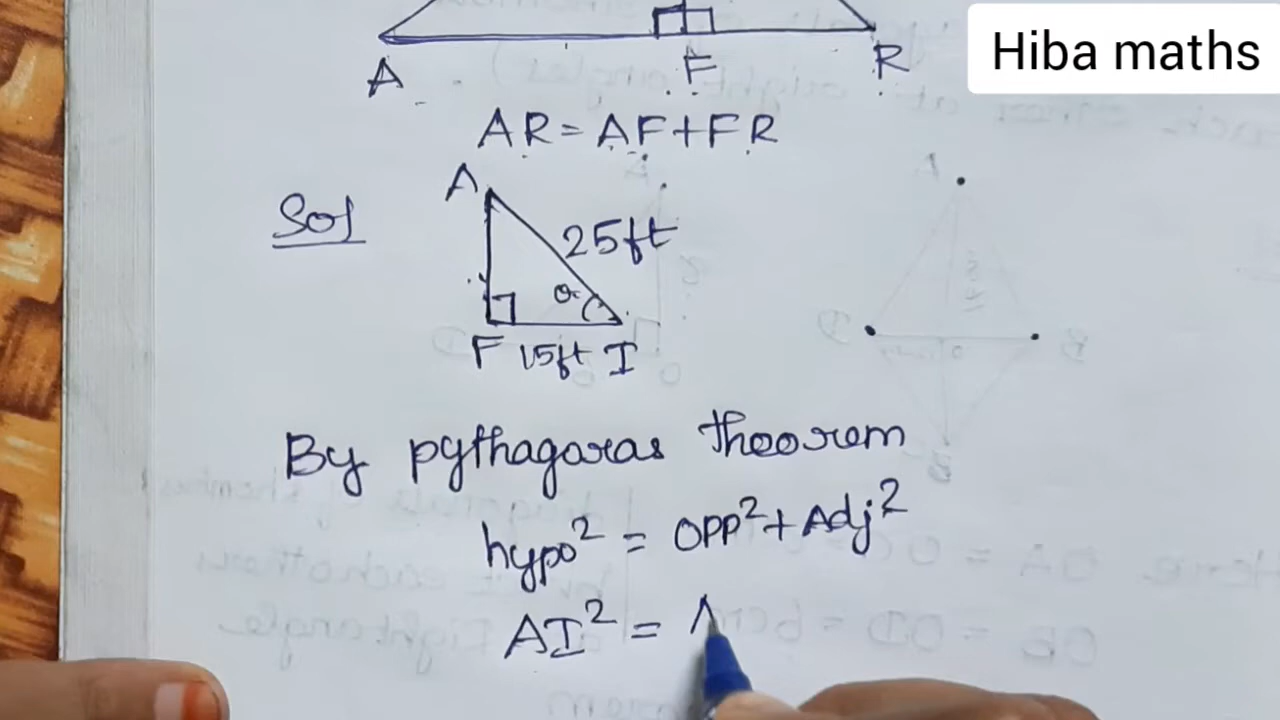 Hiba maths
A F R
AR = AF + FR
Sol
A
25ft
θ
F 15ft I
By pythagoras theorem
hypo² = OPP² + Adj²
AI² = A